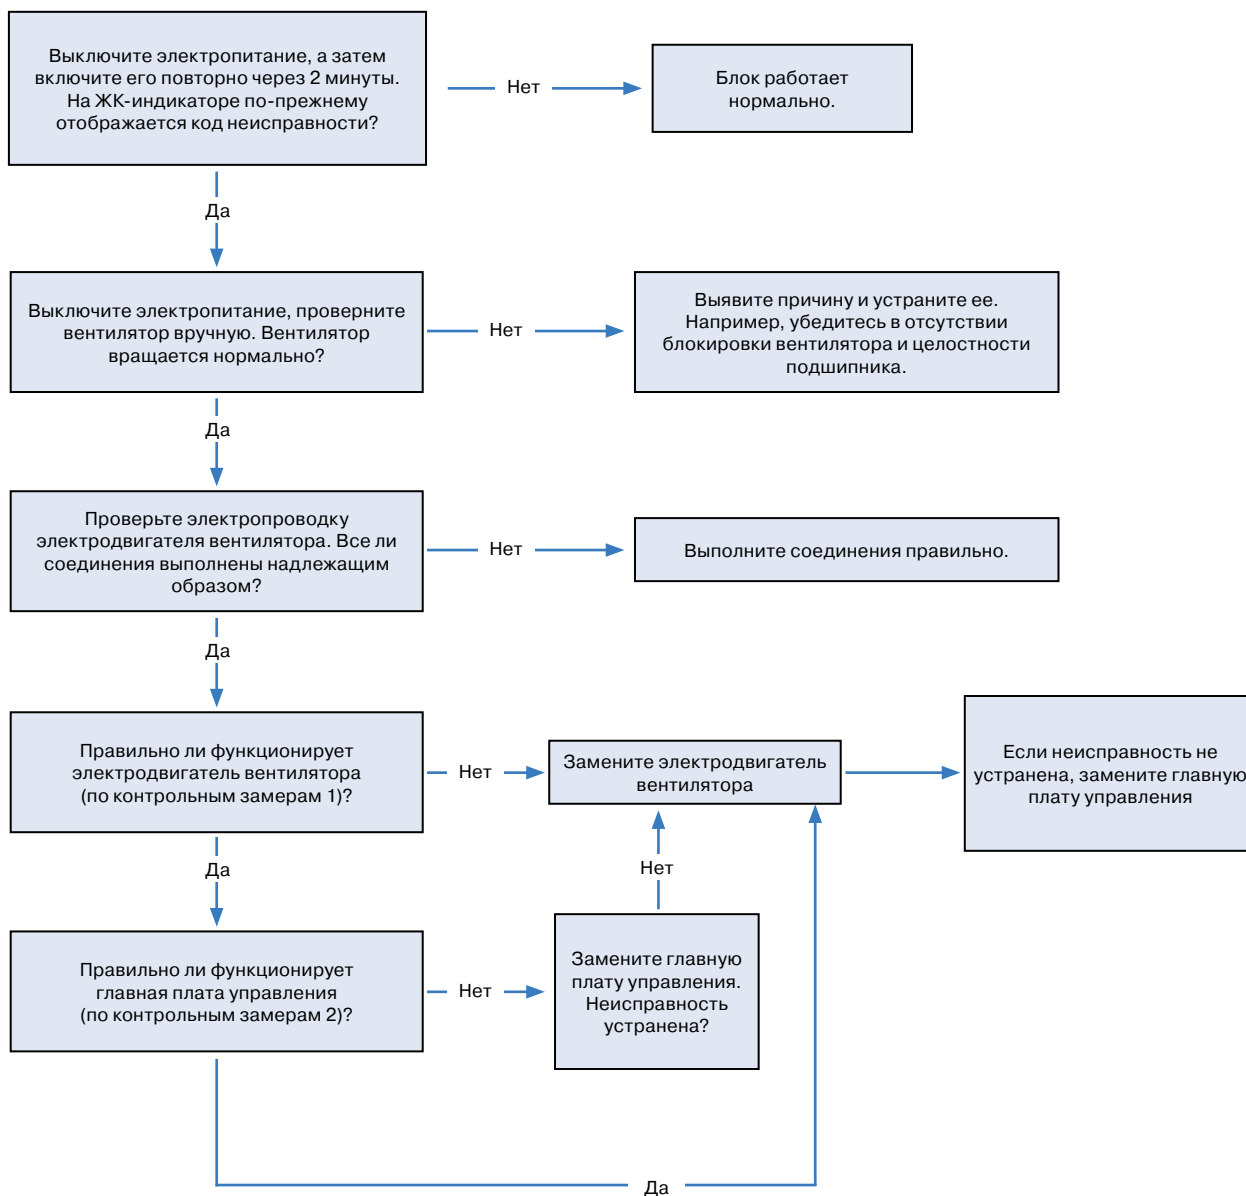 Выключите электропитание, а затем
включите его повторно через 2 минуты.
На ЖК-индикаторе по-прежнему
отображается код неисправности?
Нет
Блок работает
нормально.
Да
Выключите электропитание, проверните
вентилятор вручную. Вентилятор
вращается нормально?
Нет
Выявите причину и устраните ее.
Например, убедитесь в отсутствии
блокировки вентилятора и целостности
подшипника.
Да
Проверьте электропроводку
электродвигателя вентилятора. Все ли
соединения выполнены надлежащим
образом?
Нет
Выполните соединения правильно.
Да
Правильно ли функционирует
электродвигатель вентилятора
(по контрольным замерам 1)?
Нет
Замените электродвигатель
вентилятора
Если неисправность не
устранена, замените главную
плату управления
Да
Нет
Правильно ли функционирует
главная плата управления
(по контрольным замерам 2)?
Нет
Замените главную
плату управления.
Неисправность
устранена?
Да